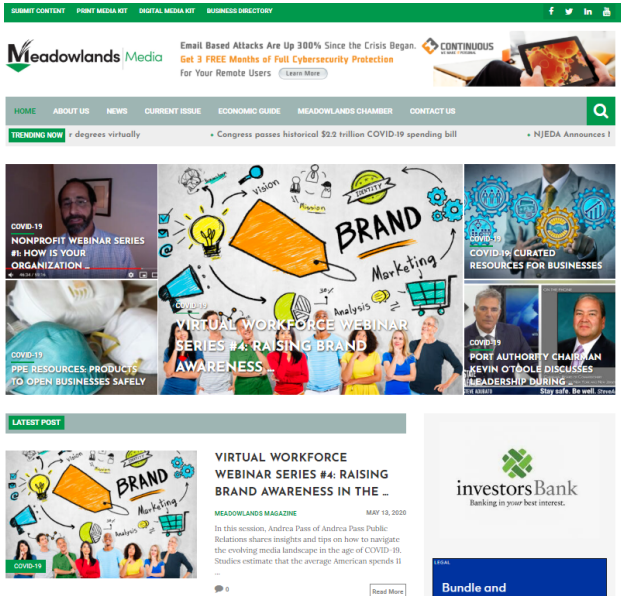 SUBMIT CONTENT PRINT MEDIA KIT DIGITAL MEDIA KIT BUSINESS DIRECTORY
Meadowlands Media
Email Based Attacks Are Up 300% Since the Crisis Began.
Get 3 FREE Months of Full Cybersecurity Protection
For Your Remote Users Learn More
CONTINUOUS
HOME ABOUT US NEWS CURRENT ISSUE ECONOMIC GUIDE MEADOWLANDS CHAMBER CONTACT US
TRENDING NOW r degrees virtually • Congress passes historical $2.2 trillion COVID-19 spending bill • NJEDA Announces
COVID-19
NONPROFIT WEBINAR SERIES
#1: HOW IS YOUR
ORGANIZATION ...
COVID-19
PPE RESOURCES: PRODUCTS
TO OPEN BUSINESSES SAFELY
Vision
Mission
IDENTITY
BRAND
Marketing
30%
Analysis
COVID-19
VIRTUAL WORKFORCE WEBINAR
SERIES #4: RAISING BRAND
AWARENESS ...
COVID-19
COVID-19: CURATED
RESOURCES FOR BUSINESSES
COVID-19
PORT AUTHORITY CHAIRMAN
KEVIN O'TOOLE DISCUSSES
LEADERSHIP DURING ...
Stay safe. Be well.
LATEST POST
Vision
BRAND
Marketing
Analysis
COVID-19
VIRTUAL WORKFORCE
WEBINAR SERIES #4: RAISING
BRAND AWARENESS IN THE ...
MEADOWLANDS MAGAZINE MAY 13, 2020
In this session, Andrea Pass of Andrea Pass Public
Relations shares insights and tips on how to navigate
the evolving media landscape in the age of COVID-19.
Studies estimate that the average American spends 11
...
0 Read More
investorsBank
Banking in your best interest.
LEGAL
Bundle and